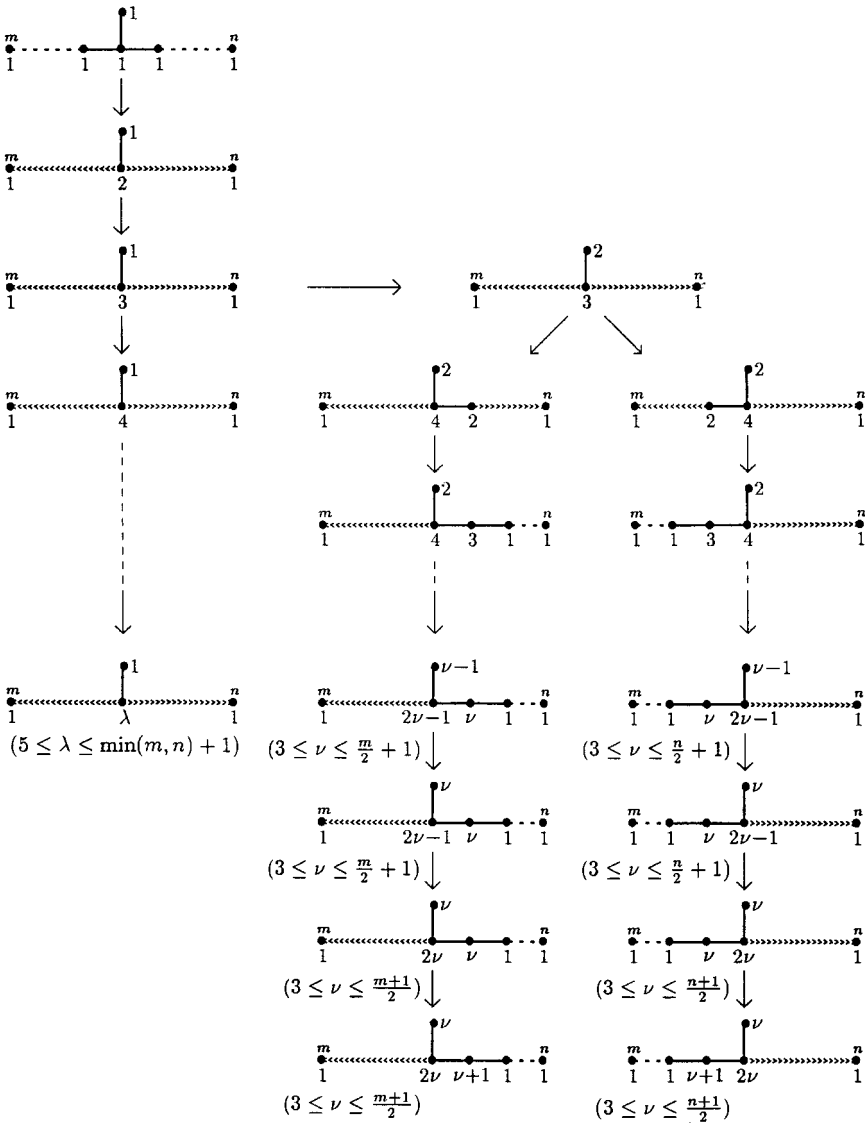 1
m n
1 1 1 1 1
1
m n
1 2 1
1 2
m n m n
1 3 1 1 3 1
1 2 2
m n m n m n
1 4 1 1 4 2 1 1 2 4 1
2 2
m n m n
1 4 3 1 1 1 1 3 4 1
1 ν−1 ν−1
m n m n m n
1 λ 1 1 2ν−1 ν 1 1 1 1 ν 2ν−1 1
(5 ≤ λ ≤ min(m, n) + 1) (3 ≤ ν ≤ m/2 + 1) (3 ≤ ν ≤ n/2 + 1)
ν ν
m n m n
1 2ν−1 ν 1 1 1 1 ν 2ν−1 1
(3 ≤ ν ≤ m/2 + 1) (3 ≤ ν ≤ n/2 + 1)
ν ν
m n m n
1 2ν ν 1 1 1 1 ν 2ν 1
(3 ≤ ν ≤ m+1/2) (3 ≤ ν ≤ n+1/2)
ν ν
m n m n
1 2ν ν+1 1 1 1 1 ν+1 2ν 1
(3 ≤ ν ≤ m+1/2) (3 ≤ ν ≤ n+1/2)